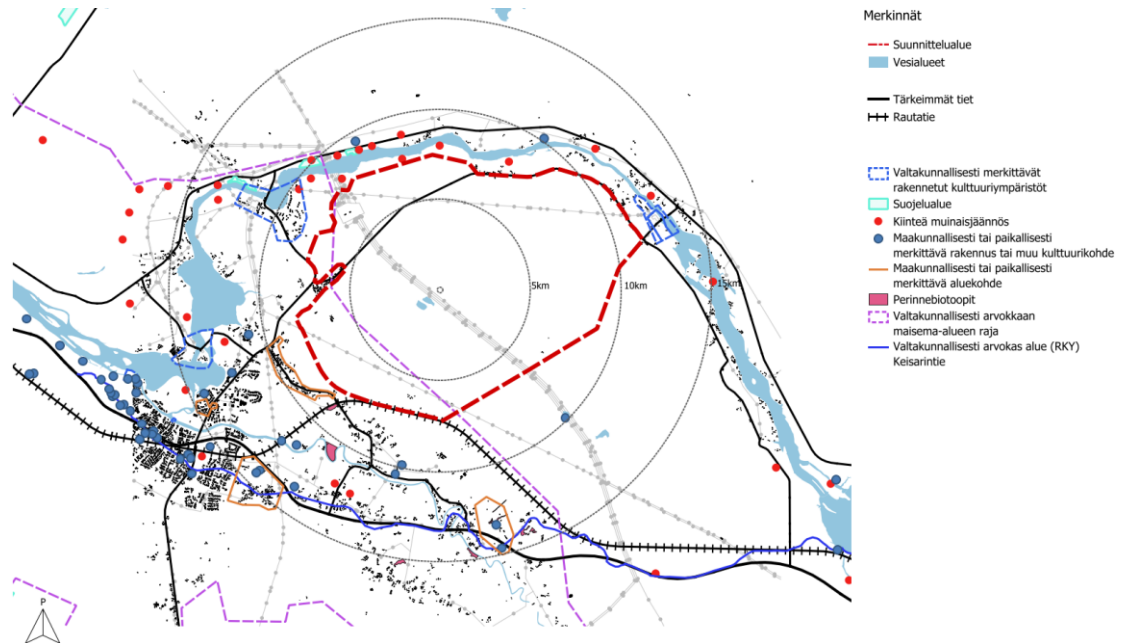 Merkinnät
Suunnittelualue
Vesialueet
Tärkeimmät tiet
Rautatie
Valtakunnallisesti merkittävät
rakennetut kulttuuriympäristöt
Suojelualue
Kiinteä muinaisjäännös
Maakunnallisesti tai paikallisesti
merkittävä rakennus tai muu kulttuurikohde
Maakunnallisesti tai paikallisesti
merkittävä aluekohde
Perinnebiotoopit
Valtakunnallisesti arvokkaan
maisema-alueen raja
Valtakunnallisesti arvokas alue (RKY)
Keisarintie
5km
10km
15km
P